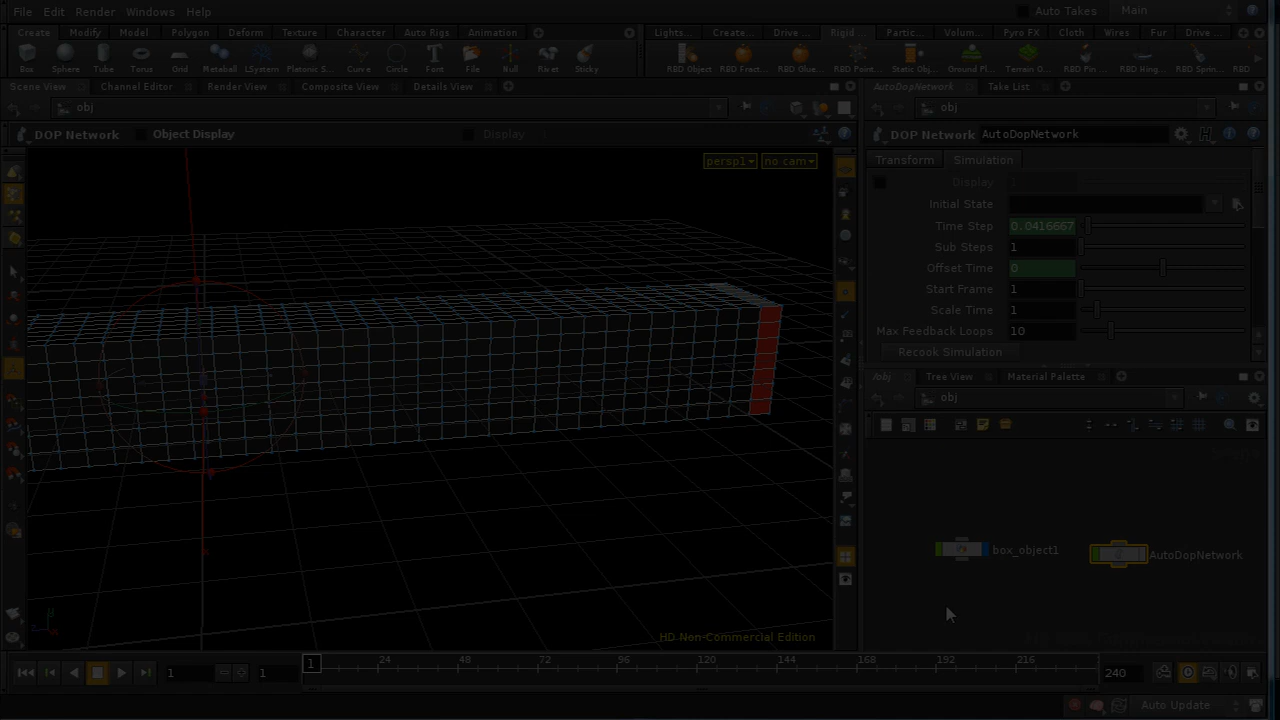 File Edit Render Windows Help Auto Takes Main
Create Modify Model Polygon Deform Texture Character Auto Rigs Animation Lights... Create... Drive ... Rigid ... Partic... Volum... Pyro FX Cloth Wires Fur Drive ...
Box Sphere Tube Torus Grid Metaball LSystem Platonic S... Curve Circle Font File Null Rivet Sticky RBD Object RBD Fract... RBD Glue... RBD Point... Static Obj... Ground Pl... Terrain O... RBD Pin ... RBD Hing... RBD Sprin... RBD
Scene View Channel Editor Render View Composite View Details View AutoDopNetwork Take List
obj obj
DOP Network Object Display Display DOP Network AutoDopNetwork
persp1 no cam Transform Simulation
Display 1
Initial State
Time Step 0.0416667
Sub Steps 1
Offset Time 0
Start Frame 1
Scale Time 1
Max Feedback Loops 10
Recook Simulation
/obj Tree View Material Palette
obj
box_object1 AutoDopNetwork
HD Non-Commercial Edition
1 1 1 24 48 72 96 120 144 168 192 216 240
Auto Update